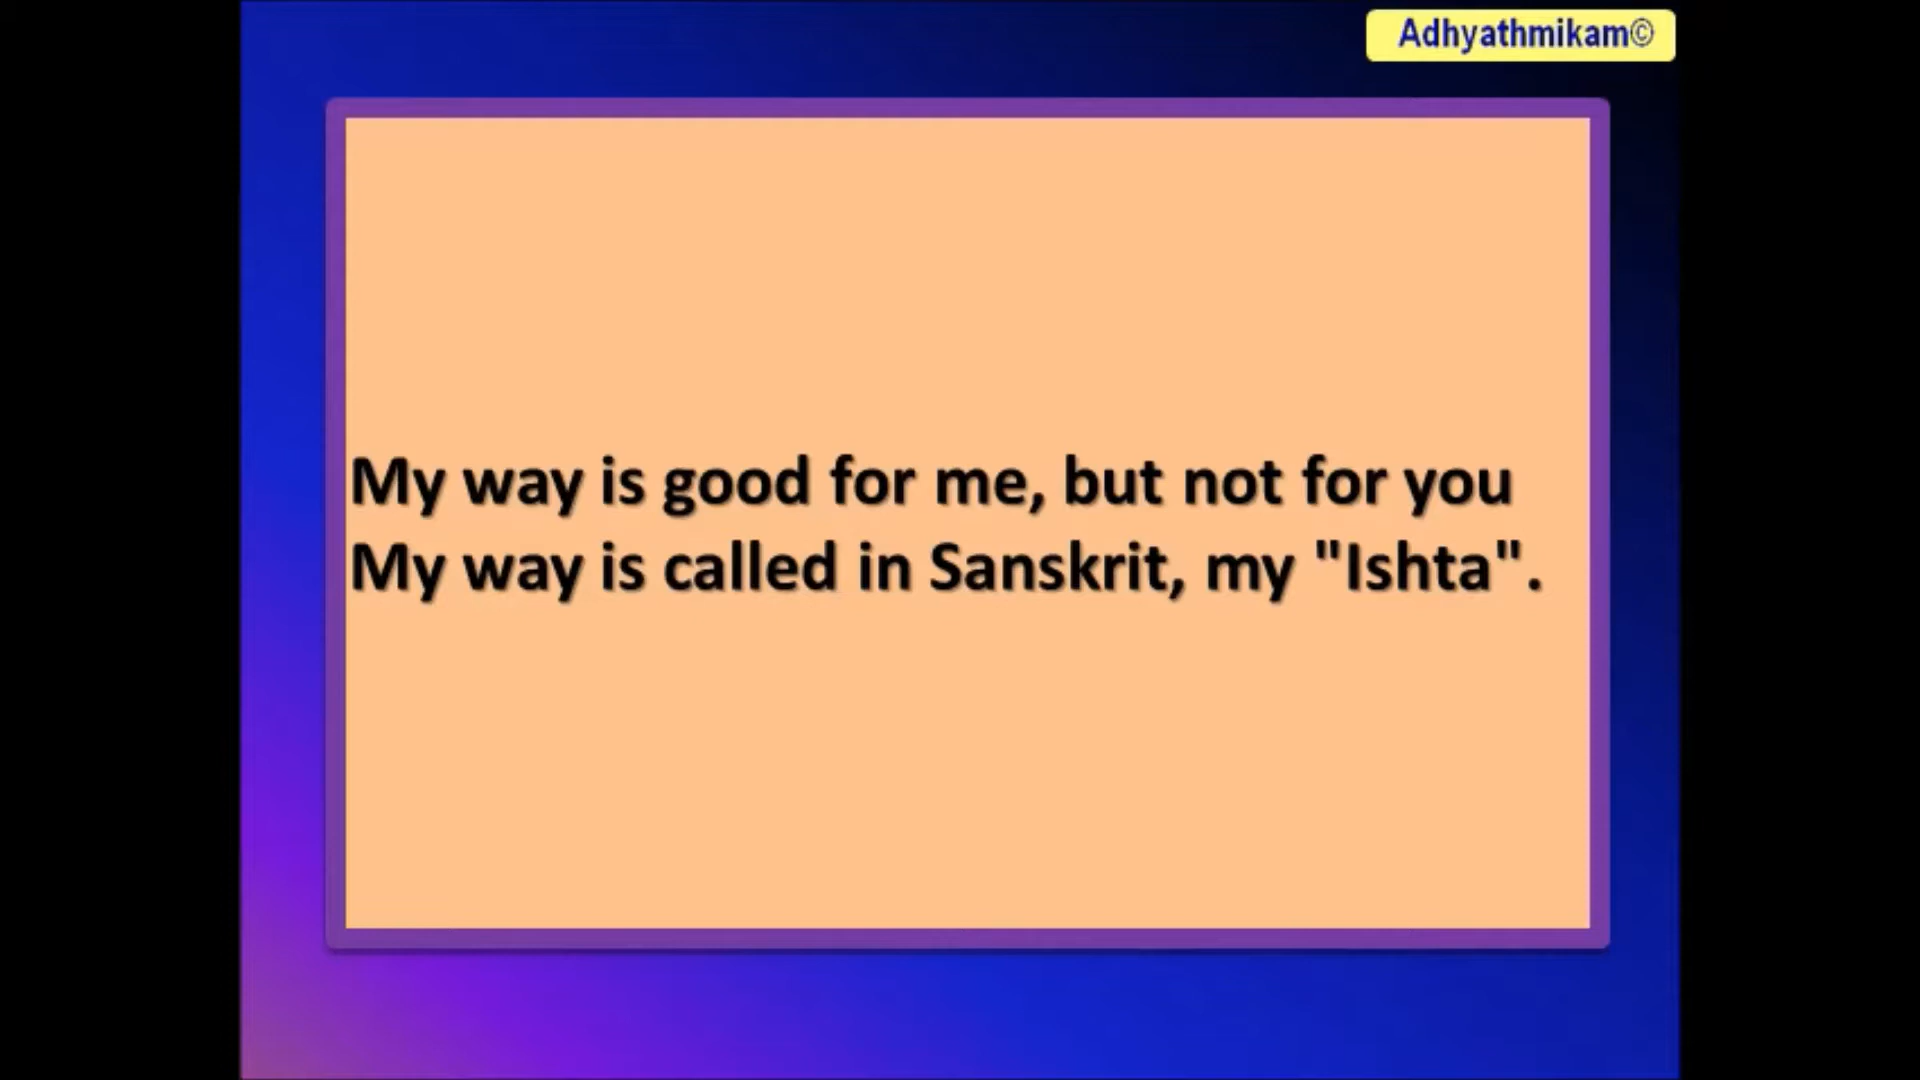 Adhyathmikam©
My way is good for me, but not for you
My way is called in Sanskrit, my "Ishta".